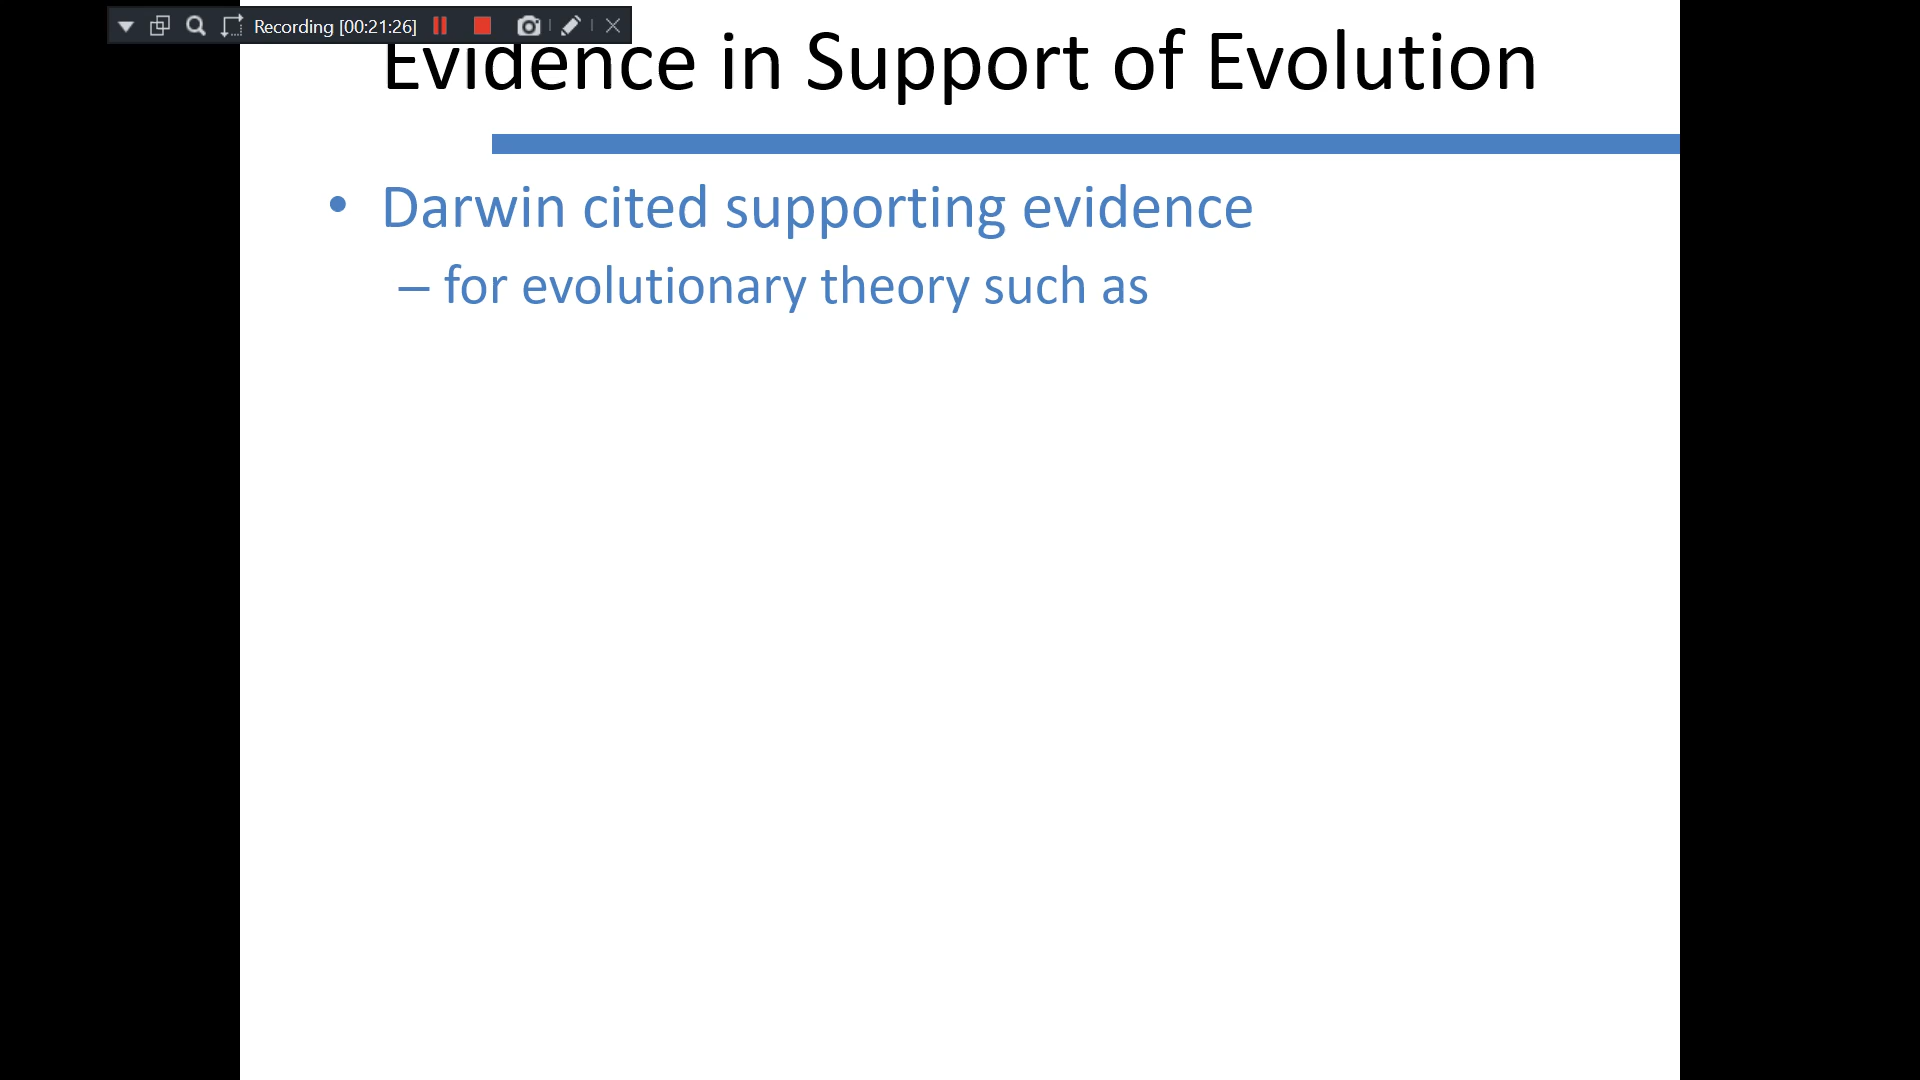 Recording [00:21:26]
Evidence in Support of Evolution
• Darwin cited supporting evidence
– for evolutionary theory such as